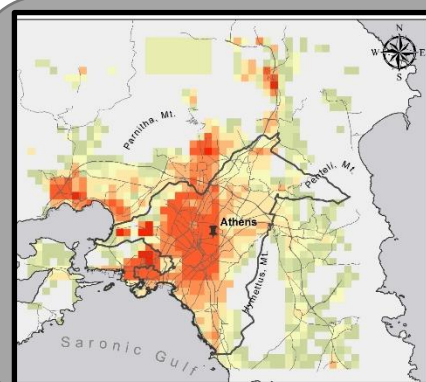 N
W E
S
Parnitha, Mt.
Penteli, Mt.
Athens
Hymettus, Mt.
Saronic Gulf